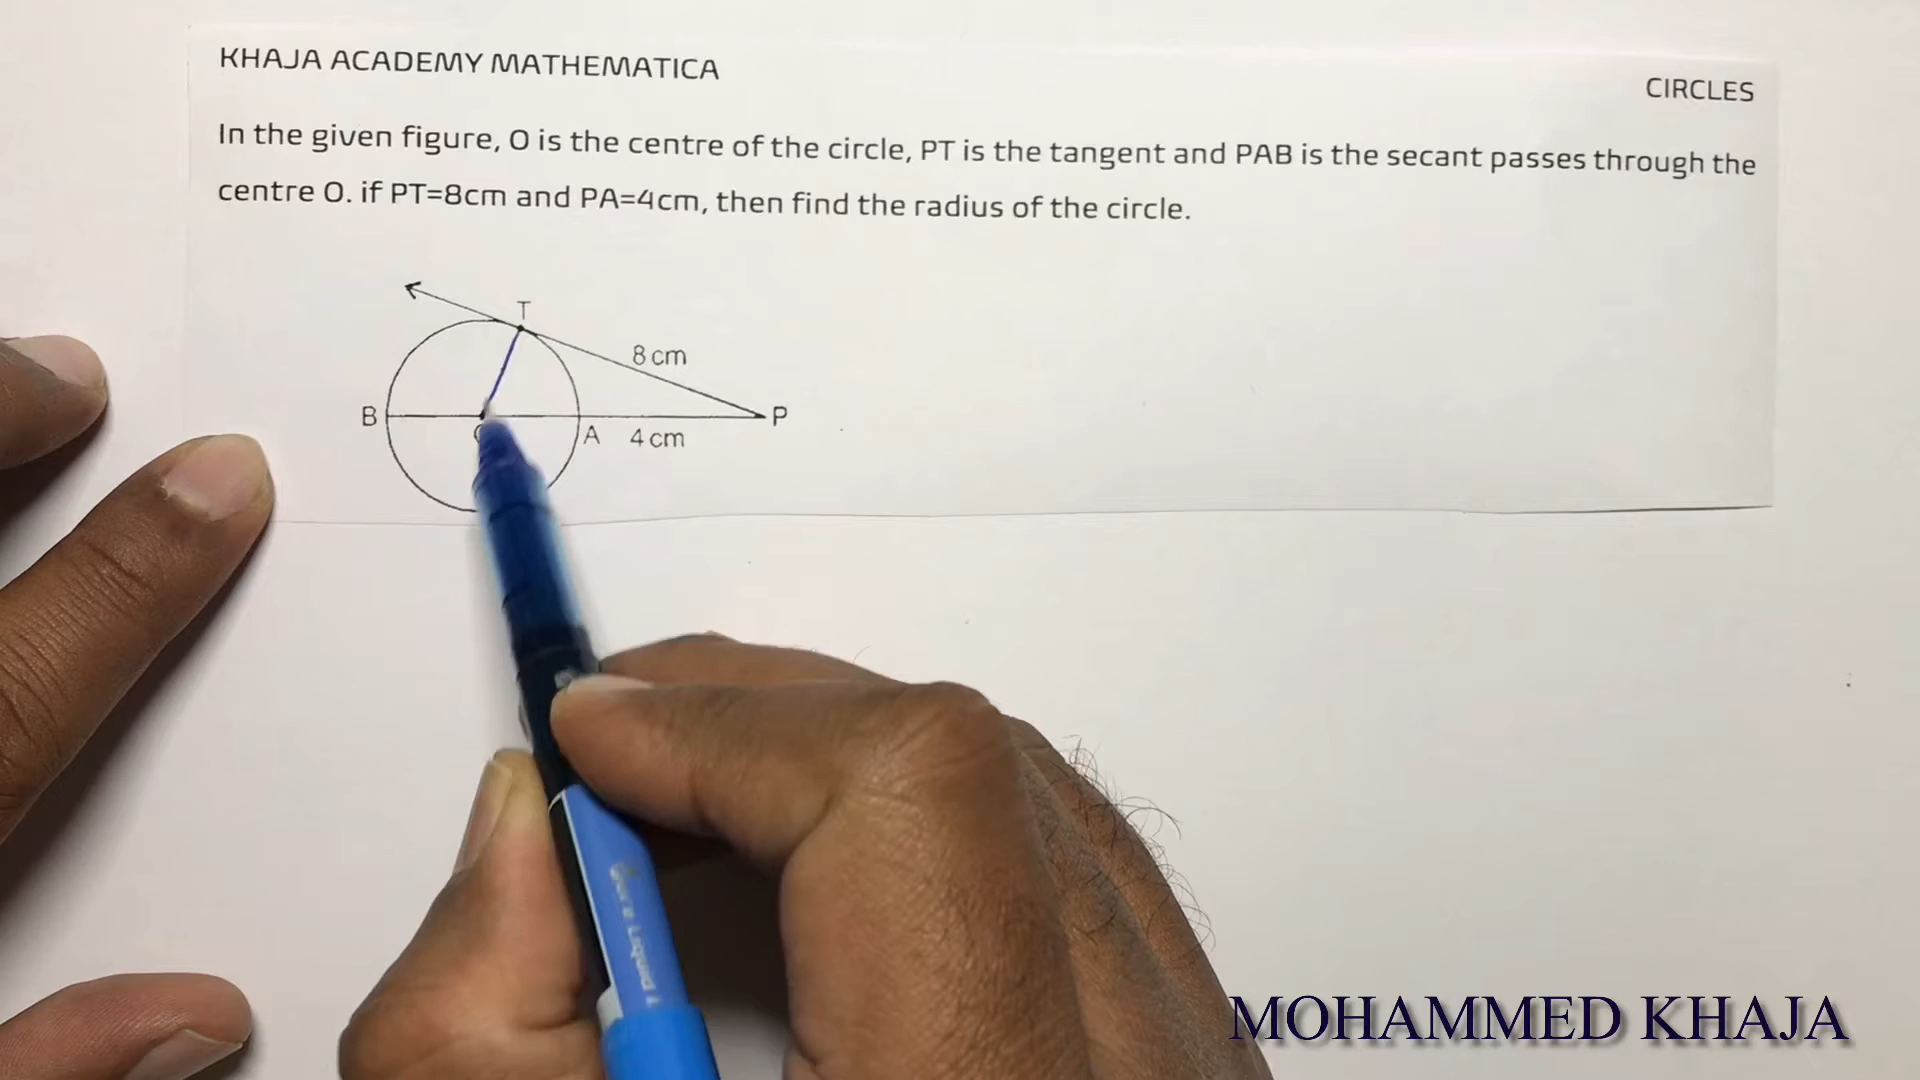 KHAJA ACADEMY MATHEMATICA
CIRCLES
In the given figure, O is the centre of the circle, PT is the tangent and PAB is the secant passes through the
centre O. if PT=8cm and PA=4cm, then find the radius of the circle.
T
8 cm
B
P
A
4 cm
Liquid
MOHAMMED KHAJA